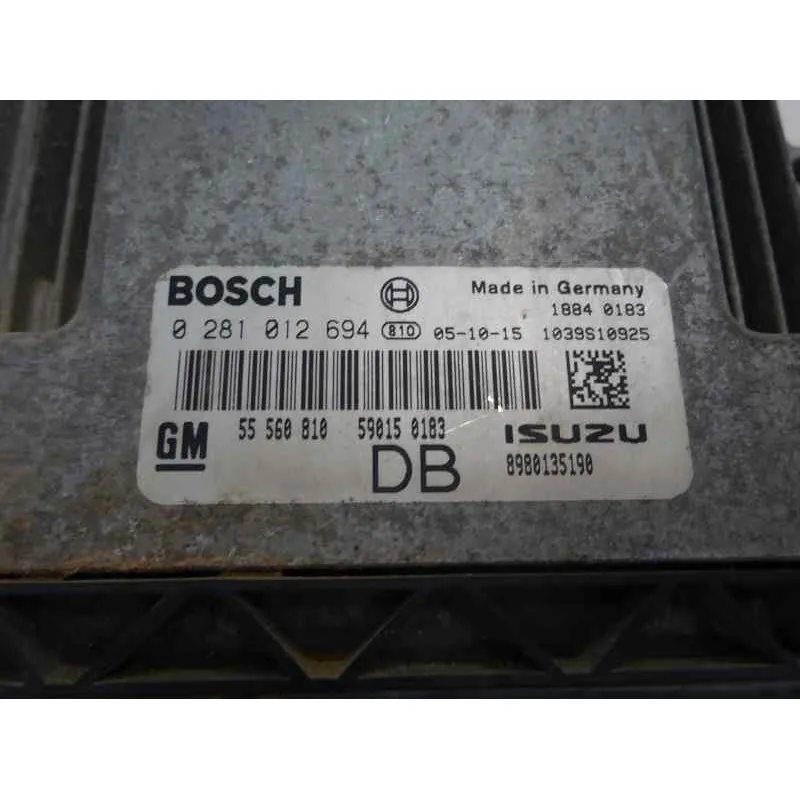 BOSCH Made in Germany
1884 0183
0 281 012 694 810 05-10-15 1039S10925
GM 55 560 810 59015 0183 ISUZU
DB 8980135190